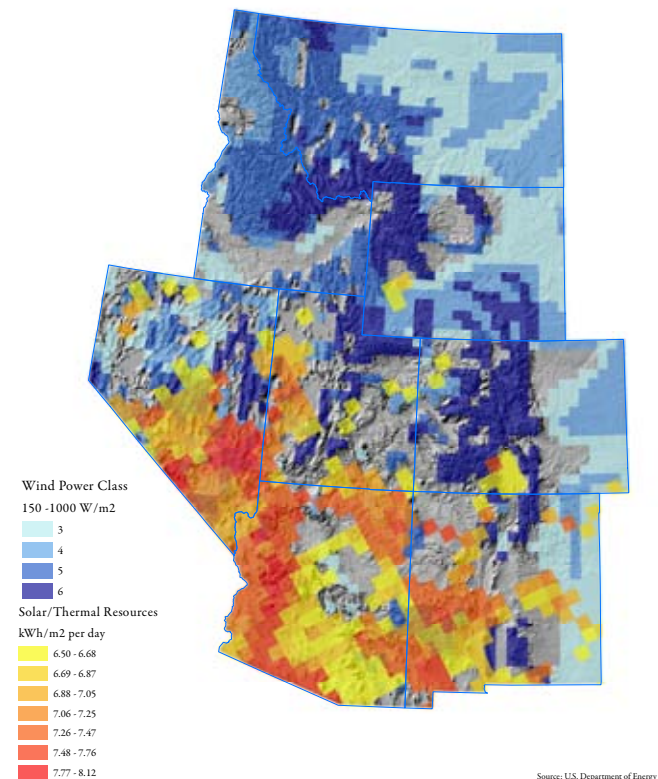 Wind Power Class
150 -1000 W/m2
3
4
5
6
Solar/Thermal Resources
kWh/m2 per day
6.50 - 6.68
6.69 - 6.87
6.88 - 7.05
7.06 - 7.25
7.26 - 7.47
7.48 - 7.76
7.77 - 8.12
Source: U.S. Department of Energy